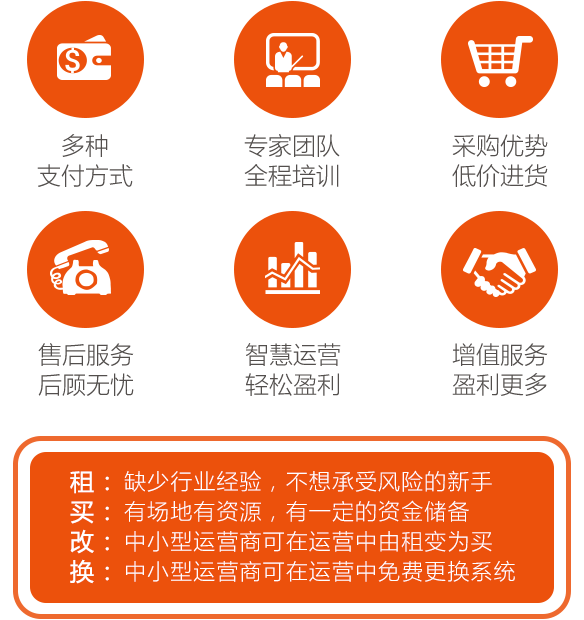 多种
支付方式
专家团队
全程培训
采购优势
低价进货
售后服务
后顾无忧
智慧运营
轻松盈利
增值服务
盈利更多
租：缺少行业经验，不想承受风险的新手
买：有场地有资源，有一定的资金储备
改：中小型运营商可在运营中由租变为买
换：中小型运营商可在运营中免费更换系统